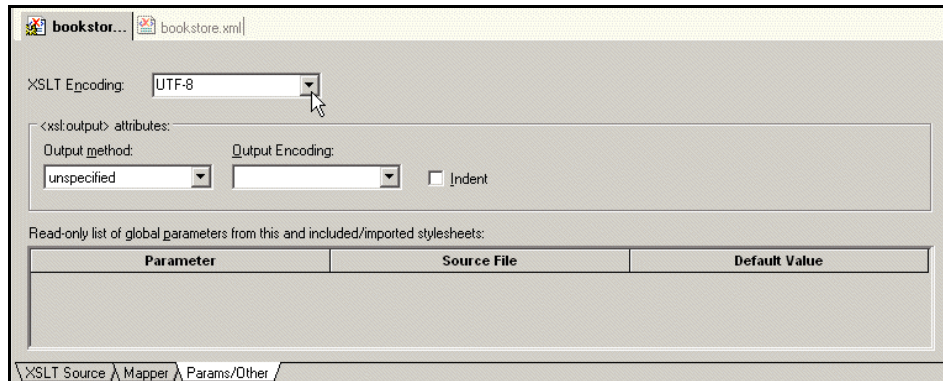 bookstor... bookstore.xml
XSLT Encoding: UTF-8
<xsl:output> attributes:
Output method: Output Encoding:
unspecified Indent
Read-only list of global parameters from this and included/imported stylesheets:
Parameter Source File Default Value
XSLT Source Mapper Params/Other